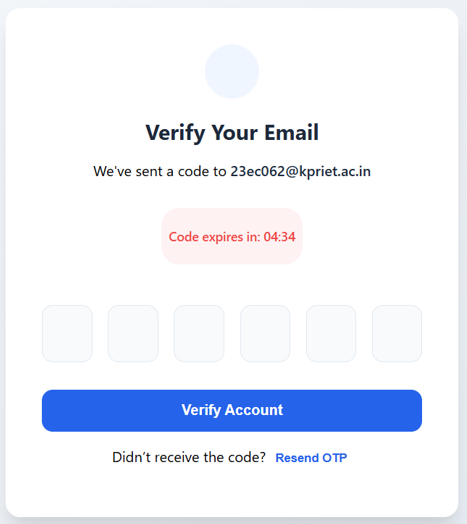 Verify Your Email
We've sent a code to 23ec062@kpriet.ac.in
Code expires in: 04:34
Verify Account
Didn't receive the code? Resend OTP